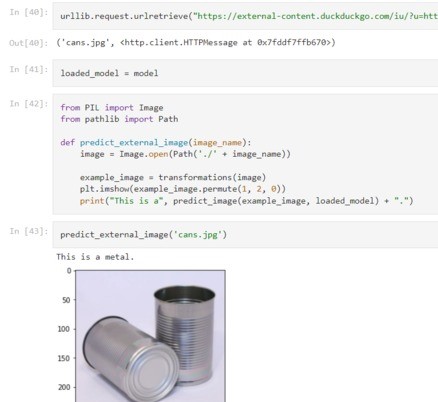 In [40]: urllib.request.urlretrieve("https://external-content.duckduckgo.com/iu/?u=htt
Out[40]: ('cans.jpg', <http.client.HTTPMessage at 0x7fddf7ffb670>)
In [41]: loaded_model = model
In [42]: from PIL import Image
from pathlib import Path
def predict_external_image(image_name):
    image = Image.open(Path('./' + image_name))
    example_image = transformations(image)
    plt.imshow(example_image.permute(1, 2, 0))
    print("This is a", predict_image(example_image, loaded_model) + ".")
In [43]: predict_external_image('cans.jpg')
This is a metal.
0
50
100
150
200